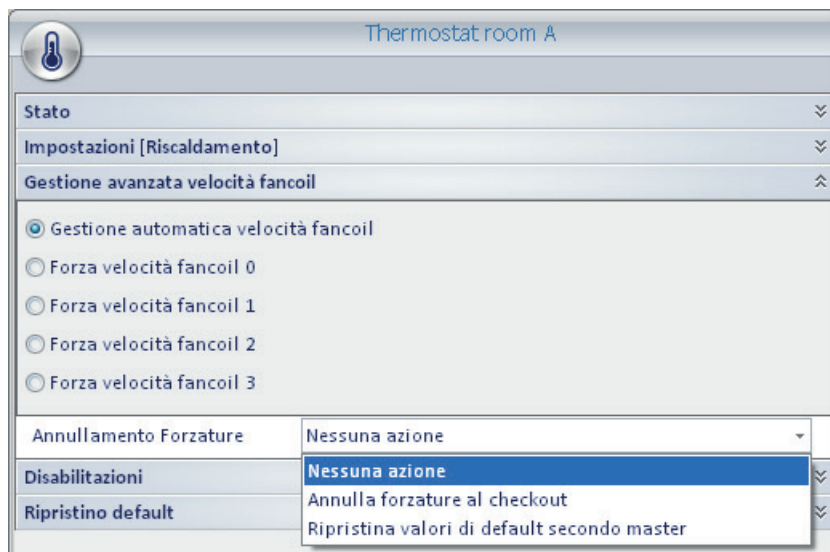 Thermostat room A
Stato
Impostazioni [Riscaldamento]
Gestione avanzata velocità fancoil
Gestione automatica velocità fancoil
Forza velocità fancoil 0
Forza velocità fancoil 1
Forza velocità fancoil 2
Forza velocità fancoil 3
Annullamento Forzature Nessuna azione
Nessuna azione
Disabilitazioni
Annulla forzature al checkout
Ripristino default
Ripristina valori di default secondo master